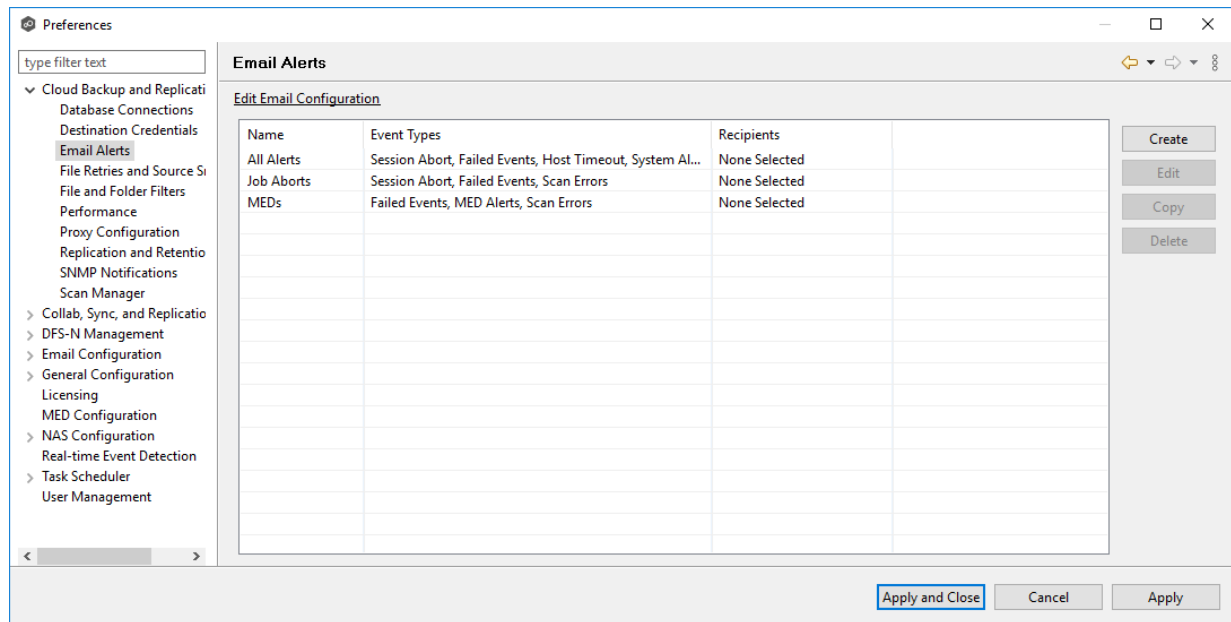 Preferences
type filter text
Cloud Backup and Replicati
Database Connections
Destination Credentials
Email Alerts
File Retries and Source Sn
File and Folder Filters
Performance
Proxy Configuration
Replication and Retentio
SNMP Notifications
Scan Manager
Collab, Sync, and Replicatio
DFS-N Management
Email Configuration
General Configuration
Licensing
MED Configuration
NAS Configuration
Real-time Event Detection
Task Scheduler
User Management
Email Alerts
Edit Email Configuration
Name Event Types Recipients
All Alerts Session Abort, Failed Events, Host Timeout, System Al... None Selected
Job Aborts Session Abort, Failed Events, Scan Errors None Selected
MEDs Failed Events, MED Alerts, Scan Errors None Selected
Create
Edit
Copy
Delete
Apply and Close Cancel Apply